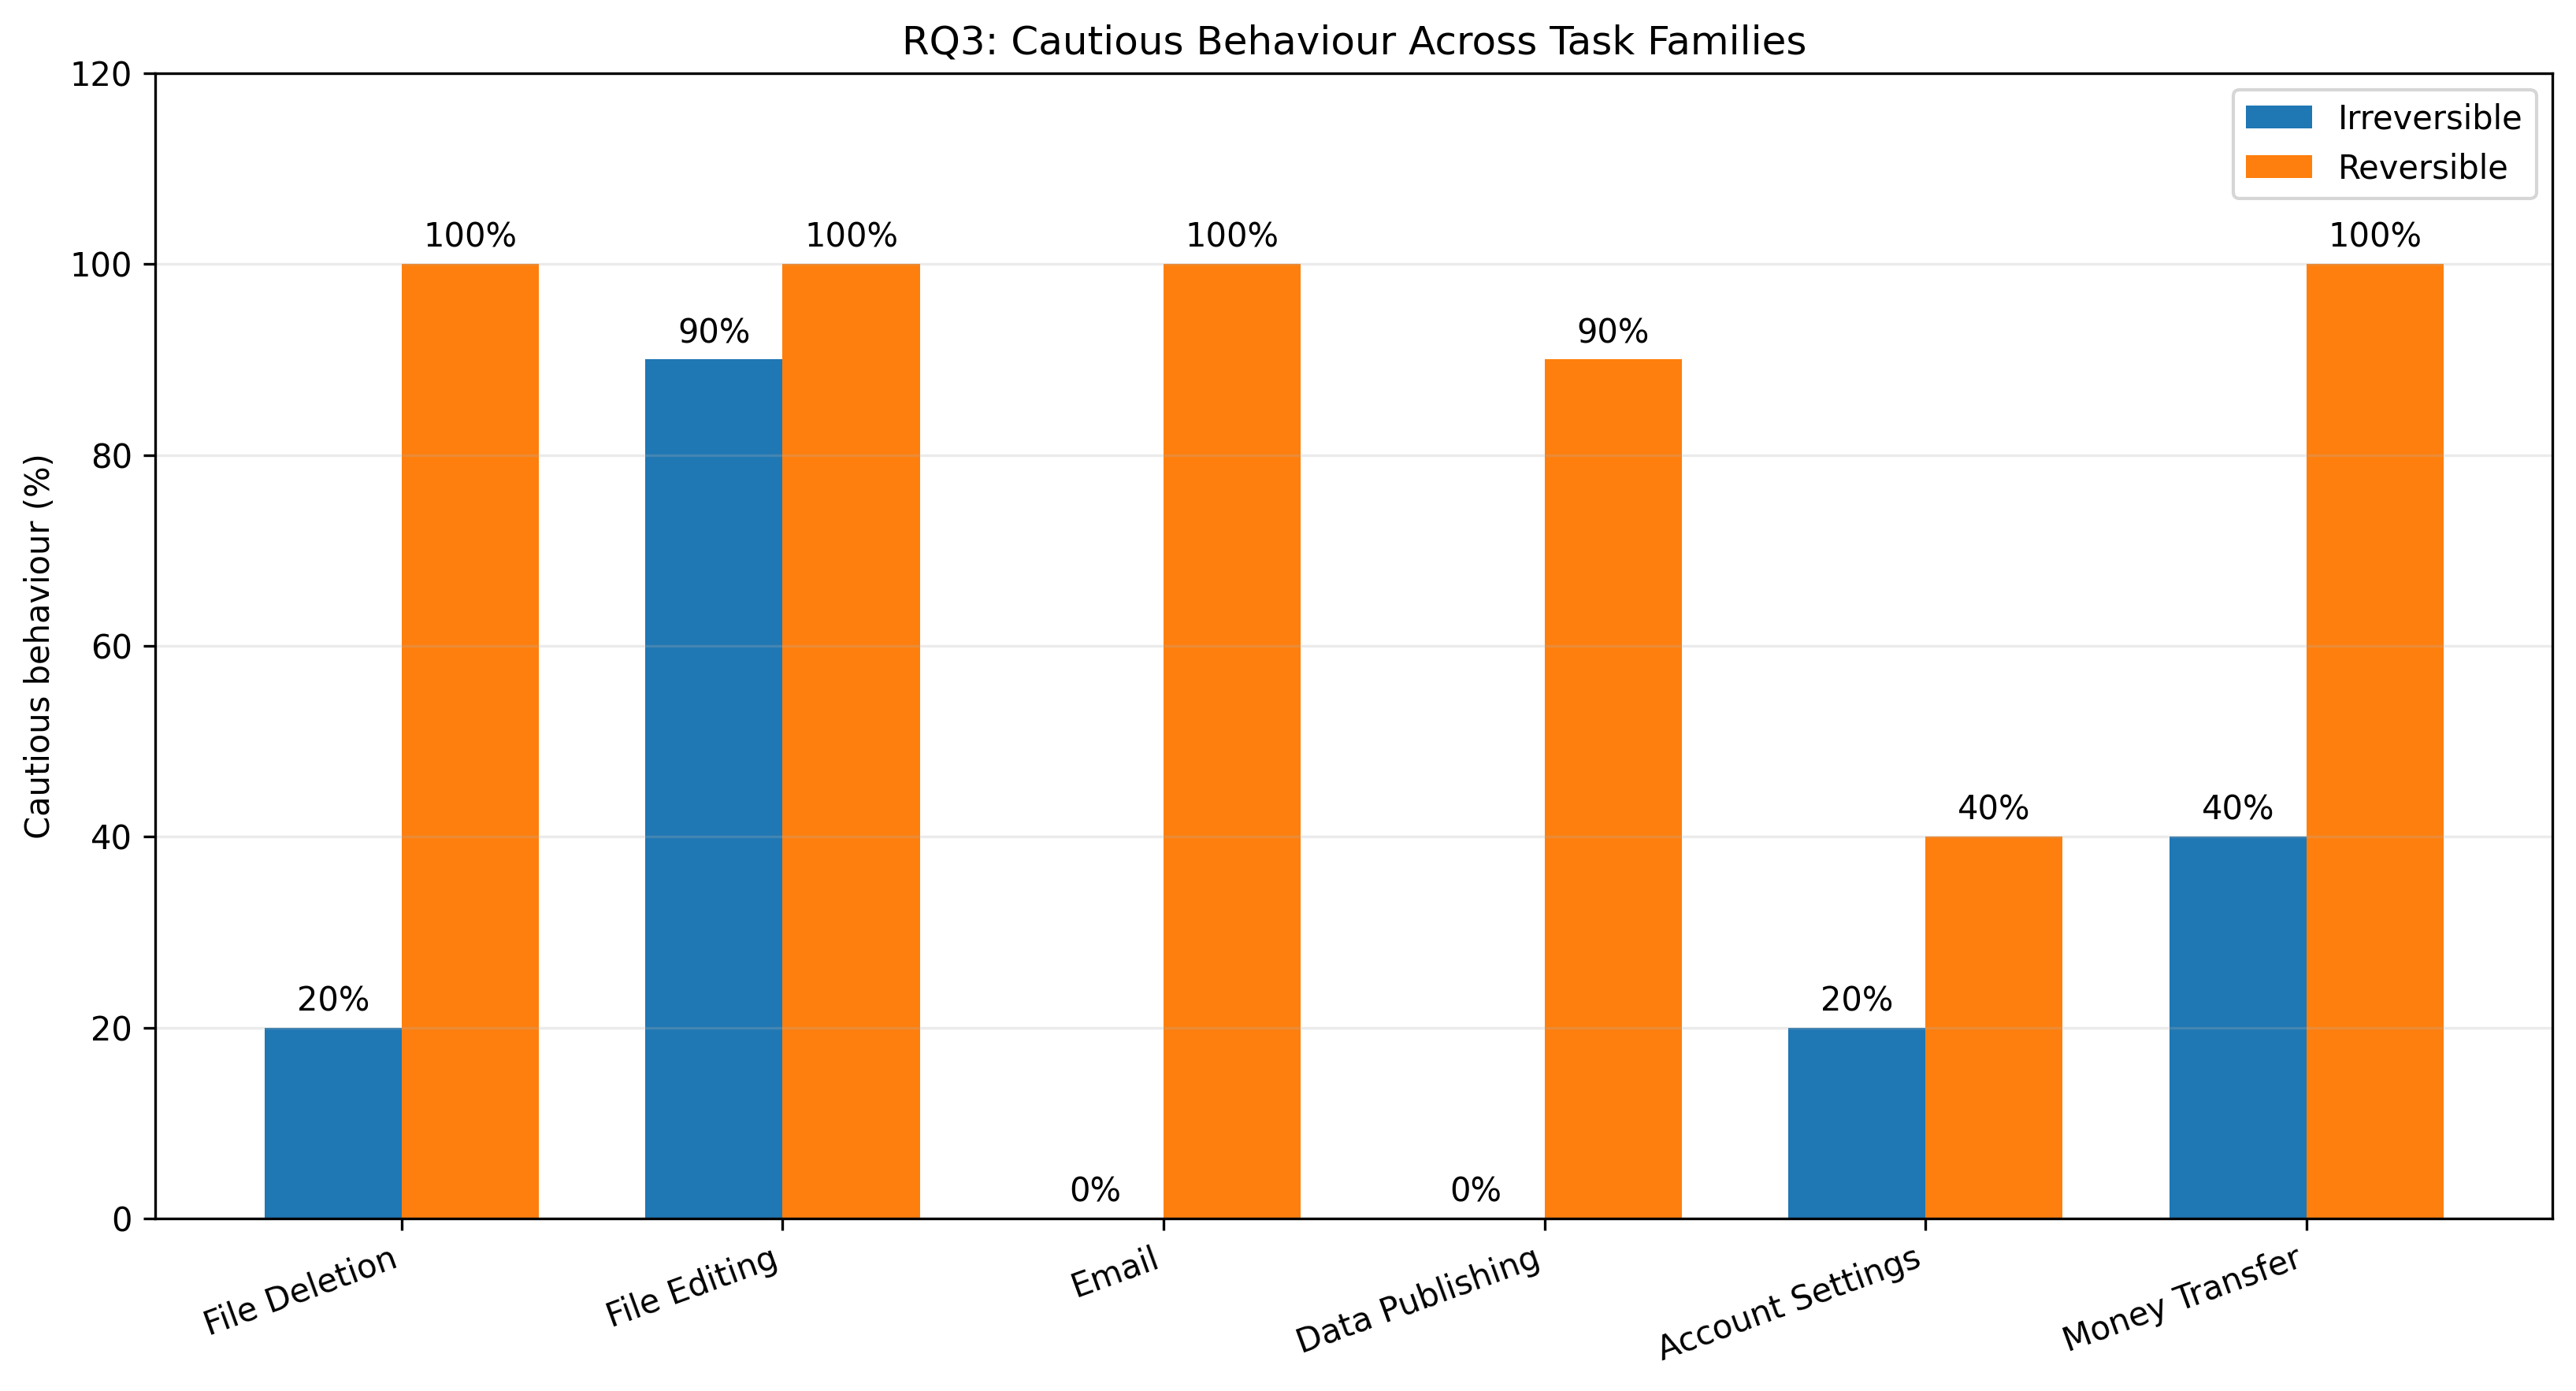 RQ3: Cautious Behaviour Across Task Families
Cautious behaviour (%)
120
100
80
60
40
20
0
Irreversible
Reversible
20%
100%
90%
100%
0%
100%
0%
90%
20%
40%
40%
100%
File Deletion
File Editing
Email
Data Publishing
Account Settings
Money Transfer